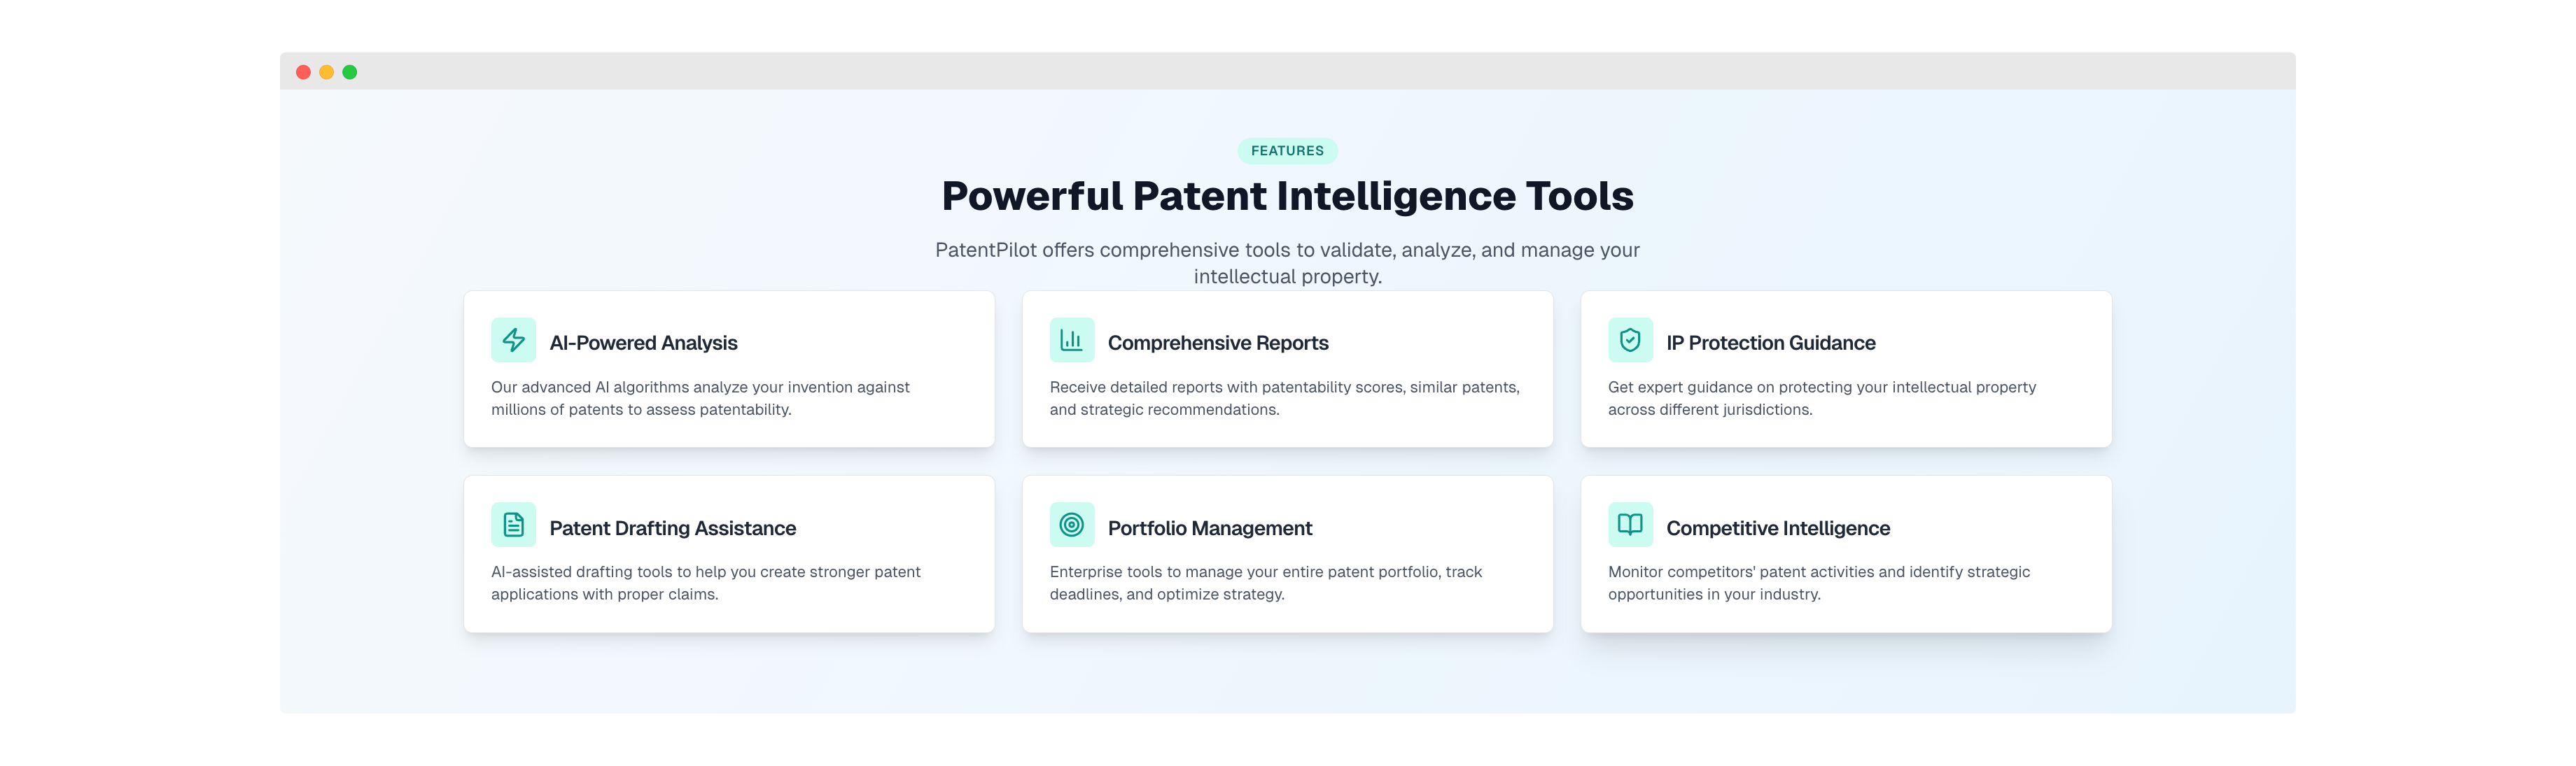 FEATURES
Powerful Patent Intelligence Tools
PatentPilot offers comprehensive tools to validate, analyze, and manage your
intellectual property.
AI-Powered Analysis
Our advanced AI algorithms analyze your invention against
millions of patents to assess patentability.
Comprehensive Reports
Receive detailed reports with patentability scores, similar patents,
and strategic recommendations.
IP Protection Guidance
Get expert guidance on protecting your intellectual property
across different jurisdictions.
Patent Drafting Assistance
AI-assisted drafting tools to help you create stronger patent
applications with proper claims.
Portfolio Management
Enterprise tools to manage your entire patent portfolio, track
deadlines, and optimize strategy.
Competitive Intelligence
Monitor competitors' patent activities and identify strategic
opportunities in your industry.